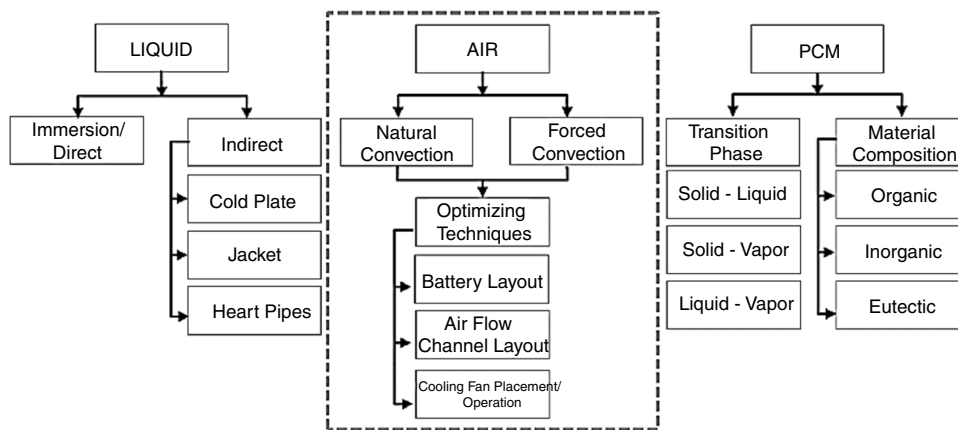 LIQUID
Immersion/
Direct
Indirect
Cold Plate
Jacket
Heart Pipes
AIR
Natural
Convection
Forced
Convection
Optimizing
Techniques
Battery Layout
Air Flow
Channel Layout
Cooling Fan Placement/
Operation
PCM
Transition
Phase
Solid - Liquid
Solid - Vapor
Liquid - Vapor
Material
Composition
Organic
Inorganic
Eutectic